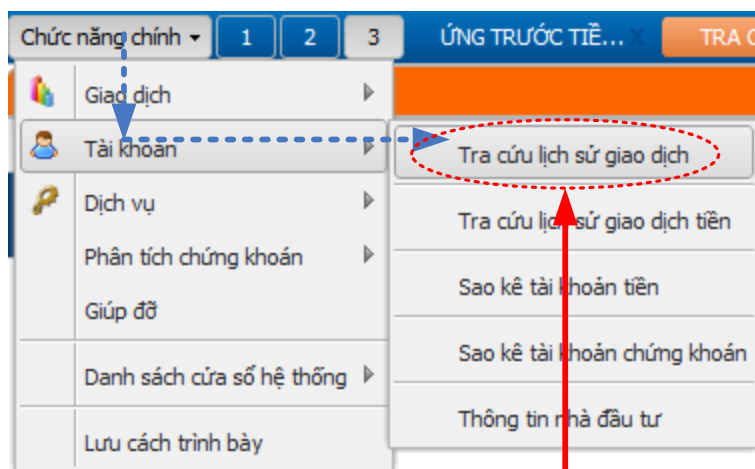 Chức năng chính 1 2 3 ỨNG TRƯỚC TIỀ... X TRA
Giao dịch
Tài khoản
Dịch vụ
Phân tích chứng khoán
Giúp đỡ
Danh sách cửa sổ hệ thống
Lưu cách trình bày
Tra cứu lịch sử giao dịch
Tra cứu lịch sử giao dịch tiền
Sao kê tài khoản tiền
Sao kê tài khoản chứng khoán
Thông tin nhà đầu tư